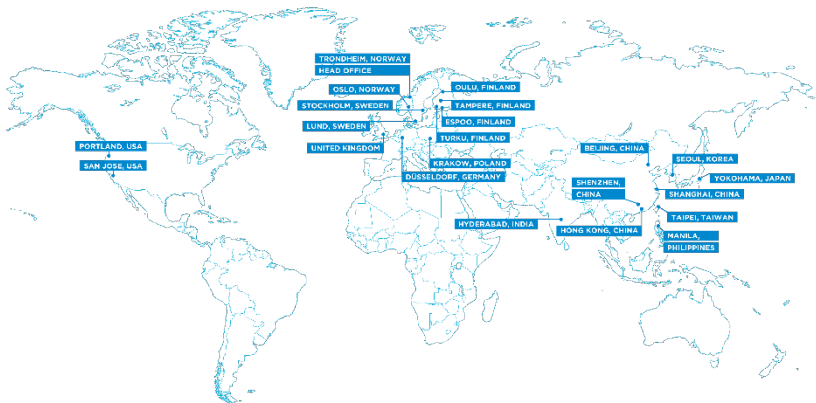 TRONDHEIM, NORWAY
HEAD OFFICE
OSLO, NORWAY
OULU, FINLAND
STOCKHOLM, SWEDEN
TAMPERE, FINLAND
LUND, SWEDEN
ESPOO, FINLAND
TURKU, FINLAND
UNITED KINGDOM
KRAKOW, POLAND
DÜSSELDORF, GERMANY
PORTLAND, USA
SAN JOSE, USA
BEIJING, CHINA
SEOUL, KOREA
YOKOHAMA, JAPAN
SHENZHEN,
CHINA
SHANGHAI, CHINA
TAIPEI, TAIWAN
HYDERABAD, INDIA
HONG KONG, CHINA
MANILA,
PHILIPPINES